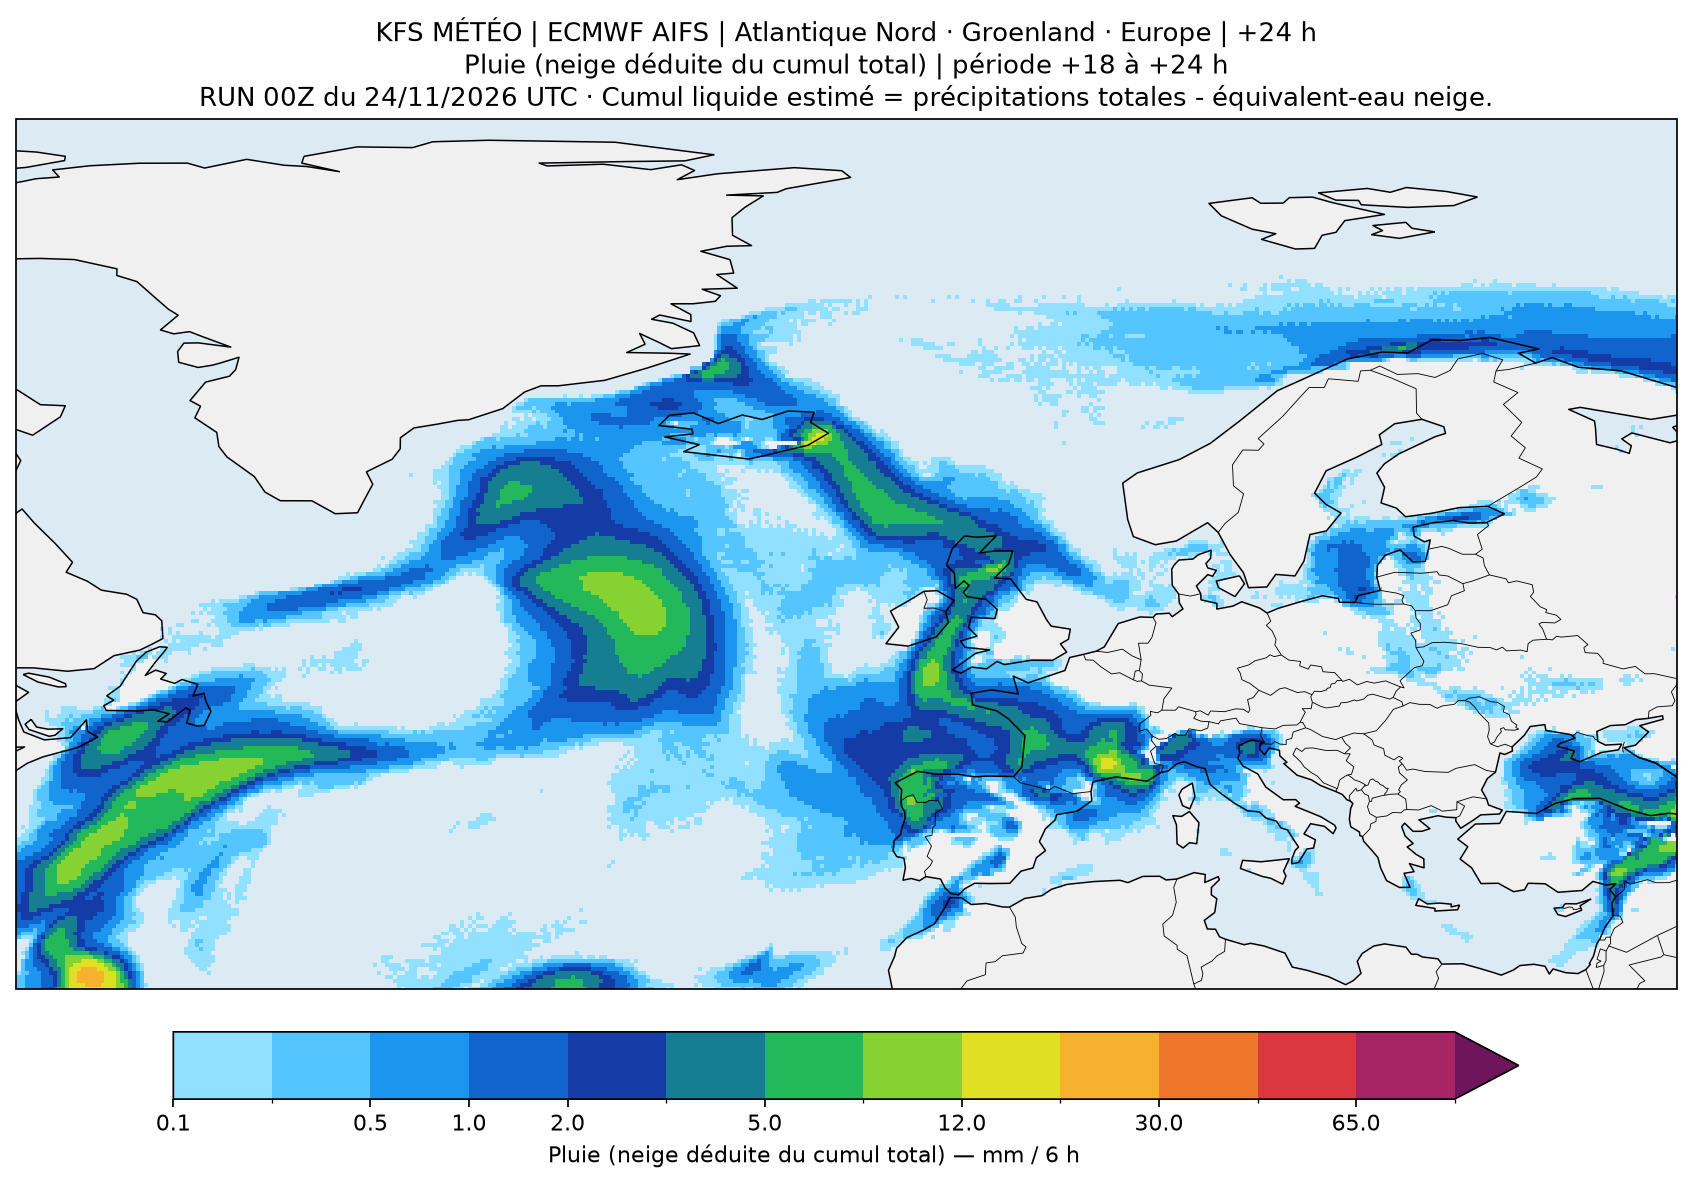 KFS MÉTÉO | ECMWF AIFS | Atlantique Nord · Groenland · Europe | +24 h
Pluie (neige déduite du cumul total) | période +18 à +24 h
RUN 00Z du 24/11/2026 UTC · Cumul liquide estimé = précipitations totales - équivalent-eau neige.
0.1 0.5 1.0 2.0 5.0 12.0 30.0 65.0
Pluie (neige déduite du cumul total) — mm / 6 h